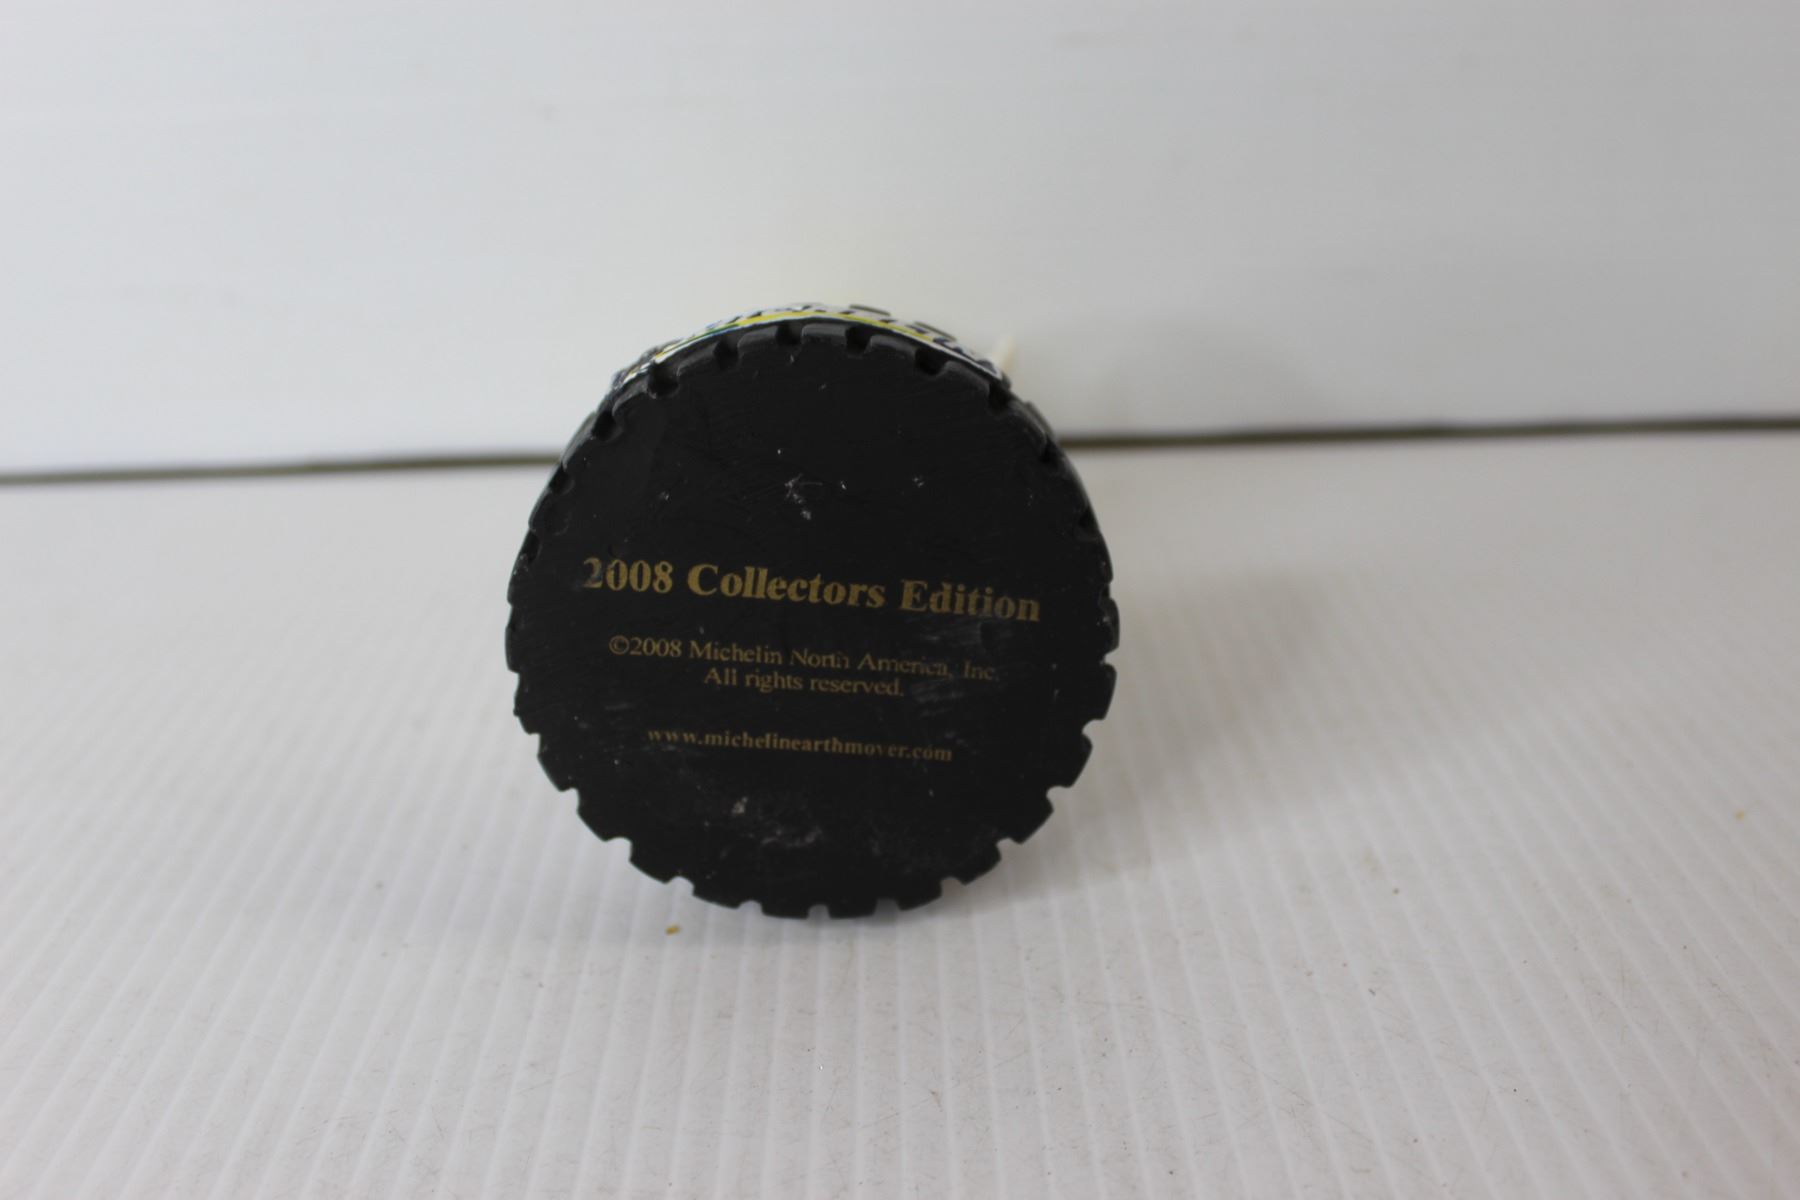 2008 Collectors Edition
©2008 Michelin North America, Inc.
All rights reserved.
www.michelinearthmover.com